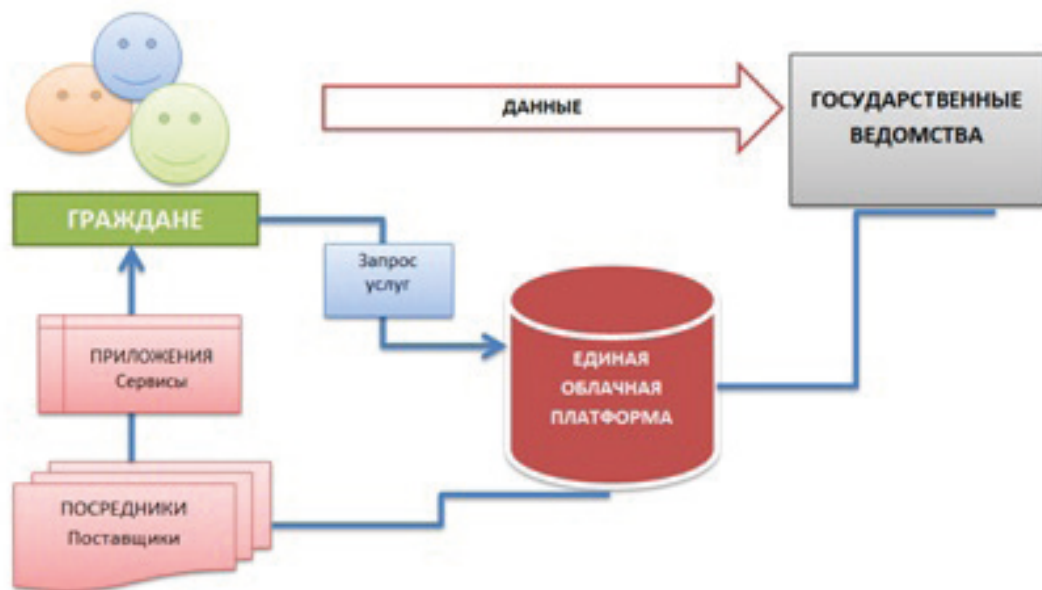 ДАННЫЕ
ГОСУДАРСТВЕННЫЕ
ВЕДОМСТВА
ГРАЖДАНЕ
Запрос
услуг
ЕДИНАЯ
ОБЛАЧНАЯ
ПЛАТФОРМА
ПРИЛОЖЕНИЯ
Сервисы
ПОСРЕДНИКИ
Поставщики